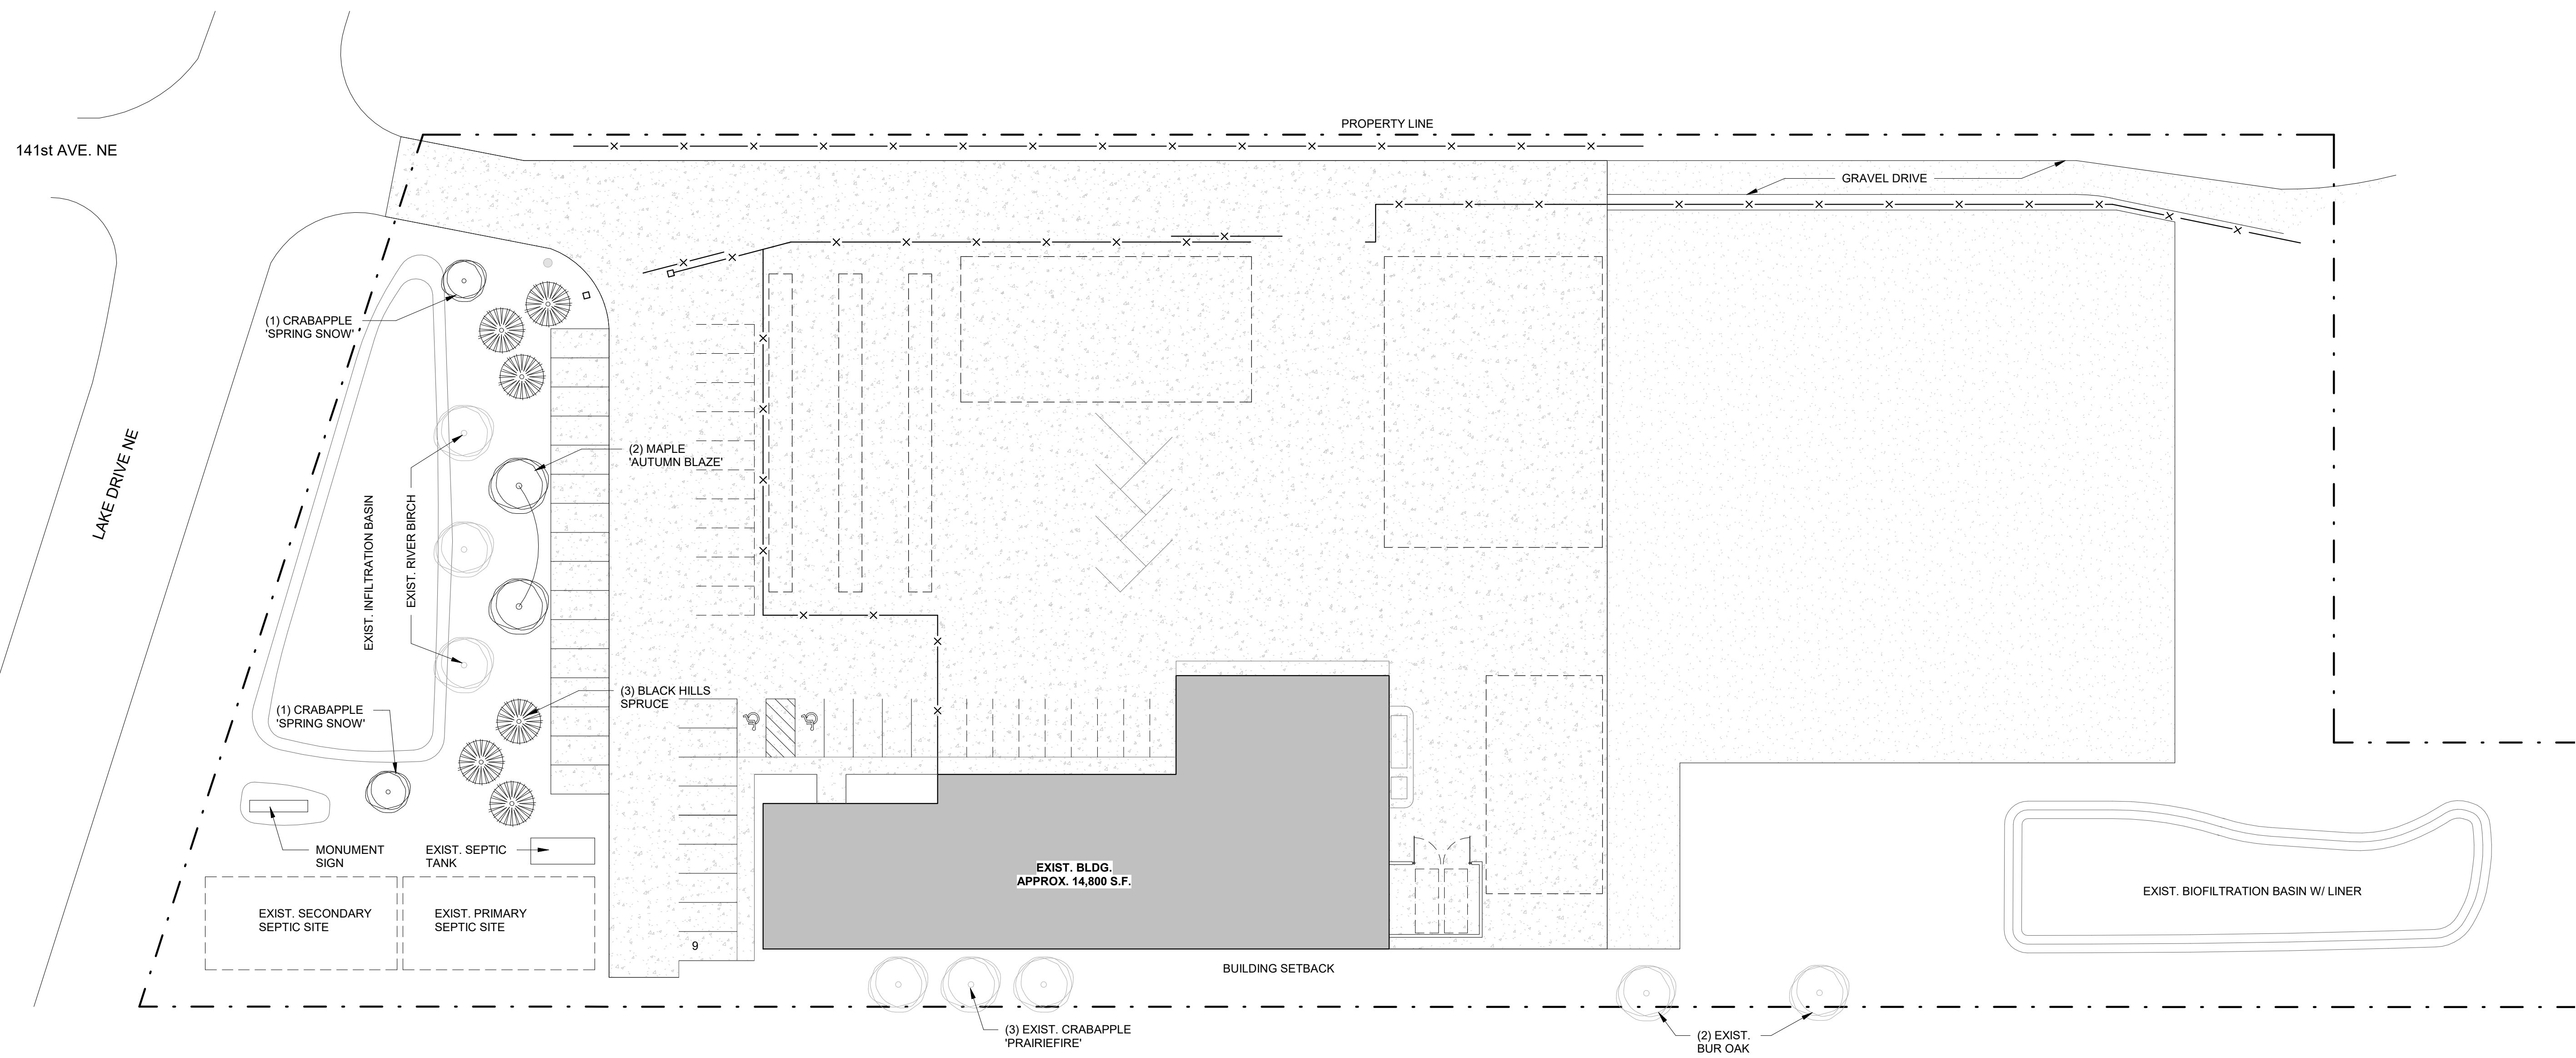 PROPERTY LINE
141st AVE. NE
GRAVEL DRIVE
(1) CRABAPPLE
'SPRING SNOW'
LAKE DRIVE NE
(2) MAPLE
'AUTUMN BLAZE'
EXIST. INFILTRATION BASIN
EXIST. RIVER BIRCH
(3) BLACK HILLS
SPRUCE
(1) CRABAPPLE
'SPRING SNOW'
MONUMENT
SIGN
EXIST. SEPTIC
TANK
EXIST. BLDG.
APPROX. 14,800 S.F.
EXIST. BIOFILTRATION BASIN W/ LINER
EXIST. SECONDARY
SEPTIC SITE
EXIST. PRIMARY
SEPTIC SITE
9
BUILDING SETBACK
(3) EXIST. CRABAPPLE
'PRAIRIEFIRE'
(2) EXIST.
BUR OAK